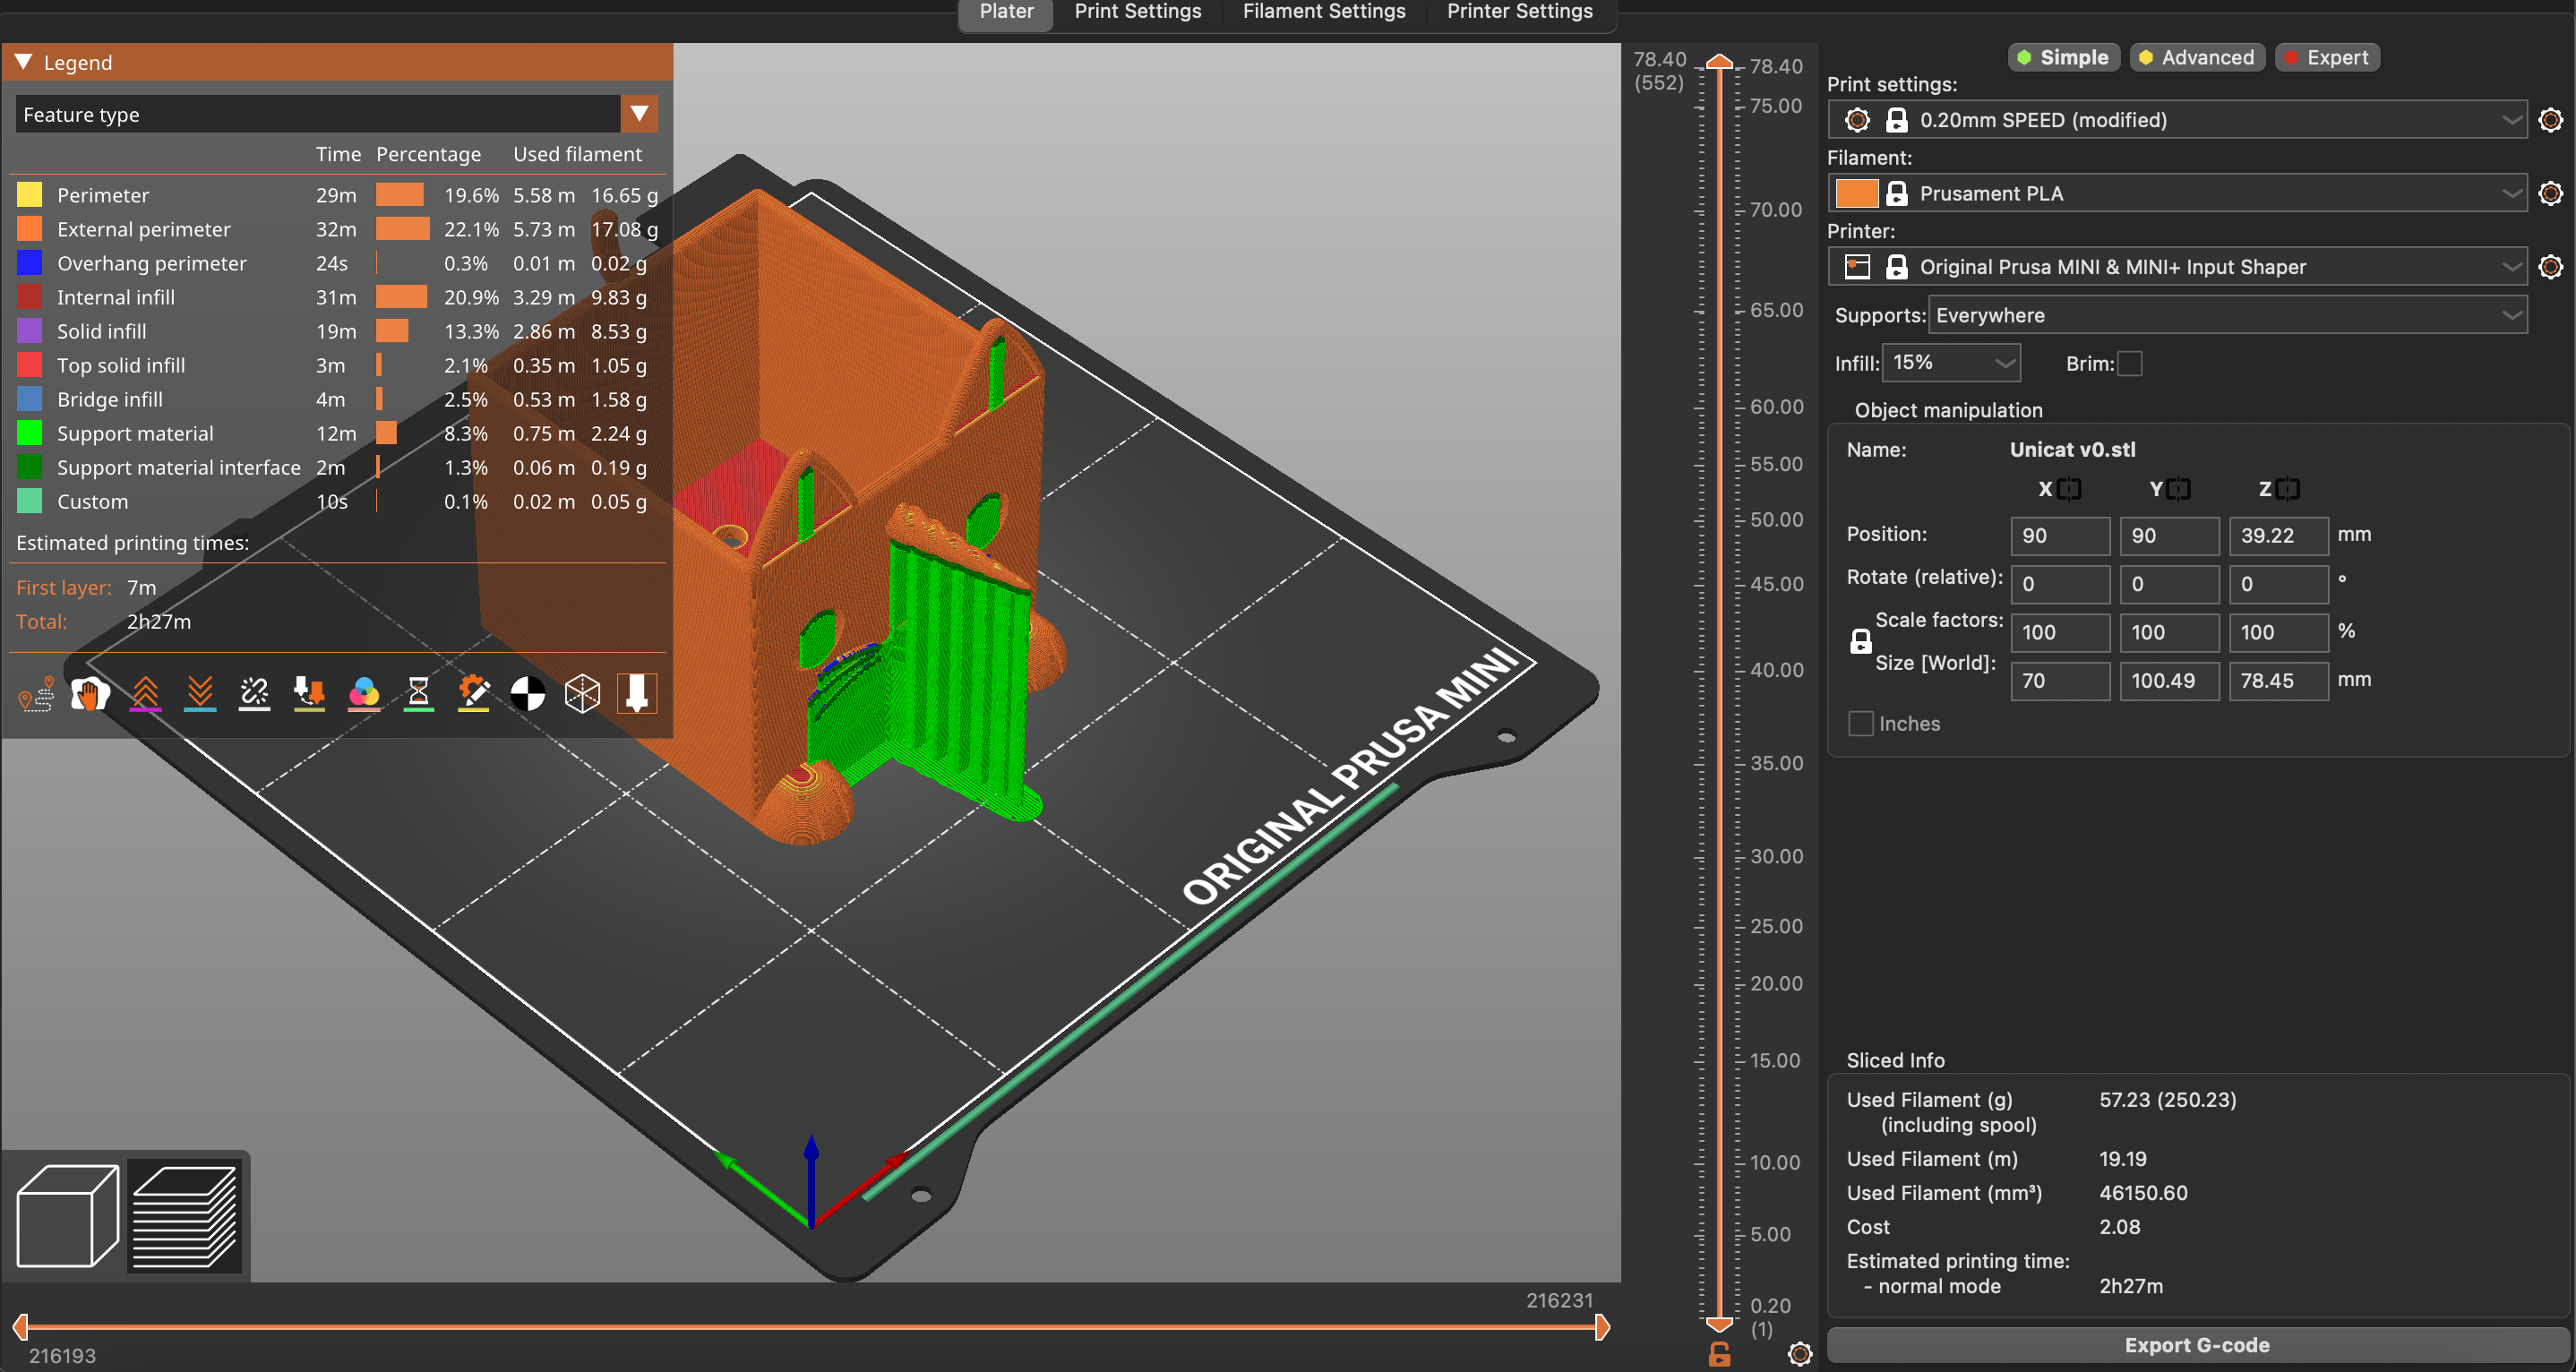 Plater Print Settings Filament Settings Printer Settings
Legend
Feature type
Time Percentage Used filament
Perimeter 29m 19.6% 5.58 m 16.65 g
External perimeter 32m 22.1% 5.73 m 17.08 g
Overhang perimeter 24s 0.3% 0.01 m 0.02 g
Internal infill 31m 20.9% 3.29 m 9.83 g
Solid infill 19m 13.3% 2.86 m 8.53 g
Top solid infill 3m 2.1% 0.35 m 1.05 g
Bridge infill 4m 2.5% 0.53 m 1.58 g
Support material 12m 8.3% 0.75 m 2.24 g
Support material interface 2m 1.3% 0.06 m 0.19 g
Custom 10s 0.1% 0.02 m 0.05 g
Estimated printing times:
First layer: 7m
Total: 2h27m
ORIGINAL PRUSA MINI
216231
216193
78.40
(552)
78.40
75.00
70.00
65.00
60.00
55.00
50.00
45.00
40.00
35.00
30.00
25.00
20.00
15.00
10.00
5.00
0.20
(1)
Simple Advanced Expert
Print settings:
0.20mm SPEED (modified)
Filament:
Prusament PLA
Printer:
Original Prusa MINI & MINI+ Input Shaper
Supports: Everywhere
Infill: 15% Brim:
Object manipulation
Name: Unicat v0.stl
X Y Z
Position: 90 90 39.22 mm
Rotate (relative): 0 0 0 °
Scale factors: 100 100 100 %
Size [World]: 70 100.49 78.45 mm
Inches
Sliced Info
Used Filament (g) 57.23 (250.23)
(including spool)
Used Filament (m) 19.19
Used Filament (mm³) 46150.60
Cost 2.08
Estimated printing time:
- normal mode 2h27m
Export G-code